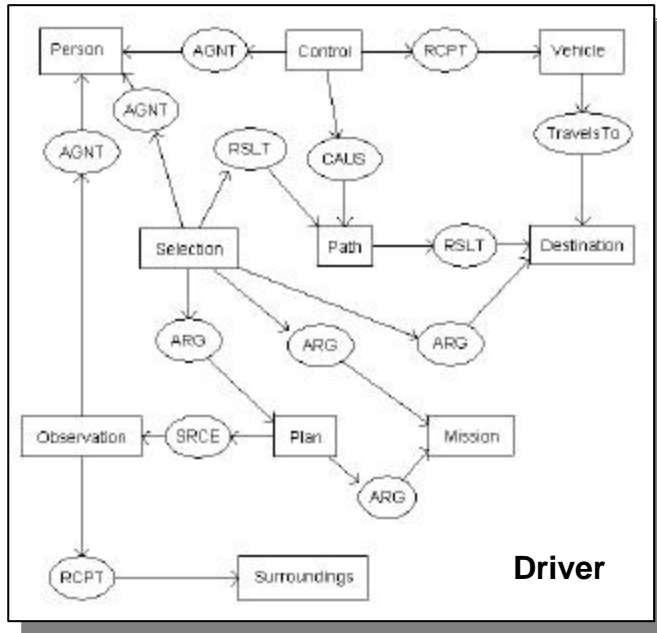 Person
AGNT
Control
RCPT
Vehicle
AGNT
AGNT
RSLT
CAUS
TravelsTo
Selection
Path
RSLT
Destination
ARG
ARG
ARG
Observation
SRCE
Plan
Mission
ARG
RCPT
Surroundings
Driver